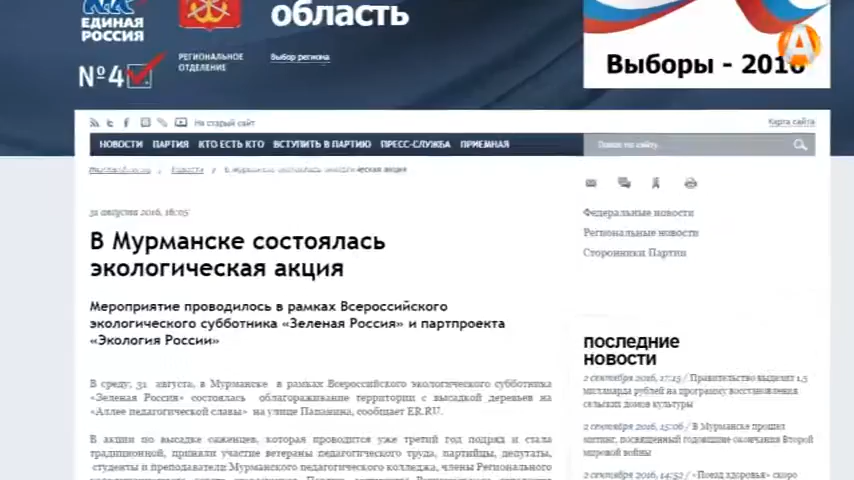 ЕДИНАЯ
РОССИЯ
№4
РЕГИОНАЛЬНОЕ
ОТДЕЛЕНИЕ
область
Выбор региона
Выборы - 2016
А
На старый сайт
Карта сайта
НОВОСТИ ПАРТИЯ КТО ЕСТЬ КТО ВСТУПИТЬ В ПАРТИЮ ПРЕСС-СЛУЖБА ПРИЕМНАЯ
Поиск по сайту
Новости / В Мурманске состоялась экологическая акция
31 августа 2016, 16:05
В Мурманске состоялась
экологическая акция
Мероприятие проводилось в рамках Всероссийского
экологического субботника «Зеленая Россия» и партпроекта
«Экология России»
В среду, 31 августа, в Мурманске в рамках Всероссийского экологического субботника
«Зеленая Россия» состоялась облагораживание территории с высадкой деревьев на
«Аллее педагогической славы» на улице Папанина, сообщает ER.RU.
В акции по высадке саженцев, которая проводится уже третий год подряд и стала
традиционной, приняли участие ветераны педагогического труда, партийцы, депутаты,
студенты и преподаватели Мурманского педагогического колледжа, члены Регионального
Федеральные новости
Региональные новости
Сторонники Партии
ПОСЛЕДНИЕ
НОВОСТИ
2 сентября 2016, 17:15 / Правительство выделит 1,5
миллиарда рублей на программу восстановления
сельских домов культуры
2 сентября 2016, 15:06 / В Мурманске прошел
митинг, посвященный годовщине окончания Второй
мировой войны
2 сентября 2016, 14:52 / «Поезд здоровья» скоро